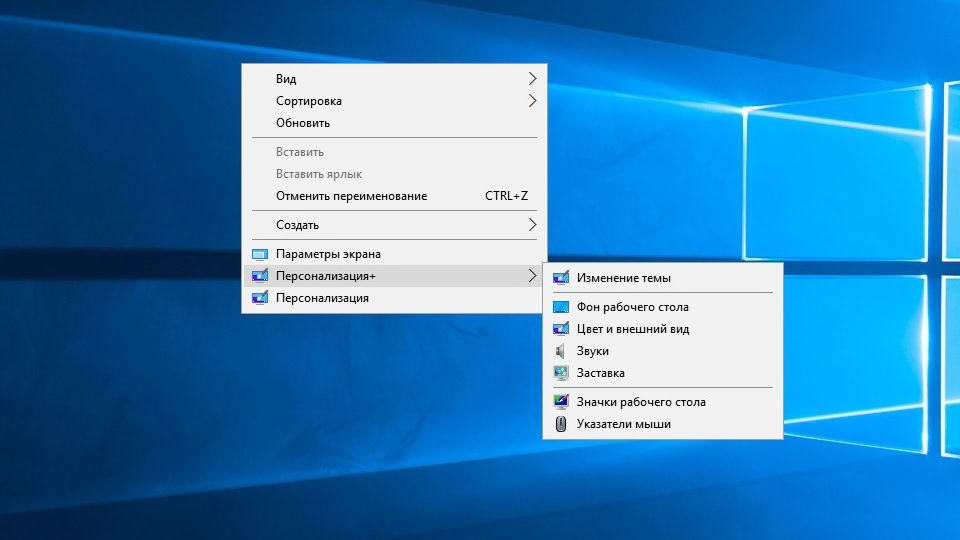 Вид
Сортировка
Обновить
Вставить
Вставить ярлык
Отменить переименование CTRL+Z
Создать
Параметры экрана
Персонализация+
Персонализация
Изменение темы
Фон рабочего стола
Цвет и внешний вид
Звуки
Заставка
Значки рабочего стола
Указатели мыши